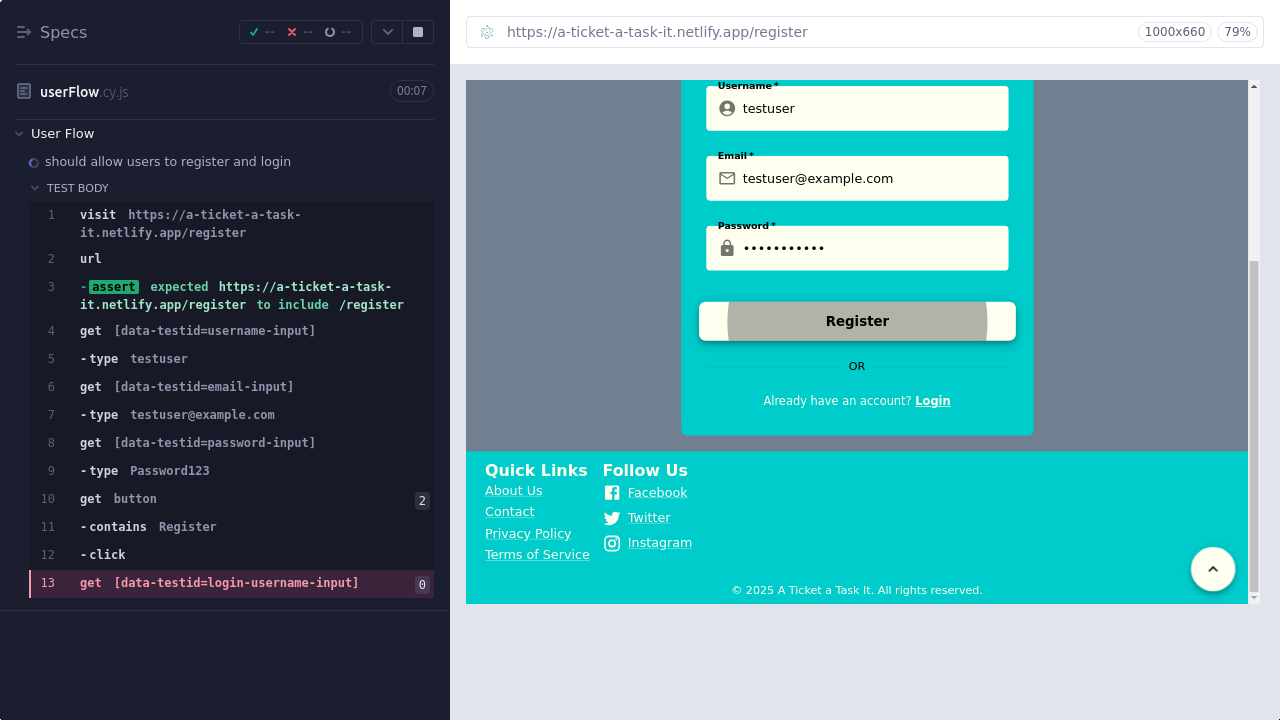 Specs
-- -- --
userFlow.cy.js
00:07
User Flow
should allow users to register and login
TEST BODY
1 visit https://a-ticket-a-task-
it.netlify.app/register
2 url
3 -assert expected https://a-ticket-a-task-
it.netlify.app/register to include /register
4 get [data-testid=username-input]
5 -type testuser
6 get [data-testid=email-input]
7 -type testuser@example.com
8 get [data-testid=password-input]
9 -type Password123
10 get button 2
11 -contains Register
12 -click
13 get [data-testid=login-username-input] 0
https://a-ticket-a-task-it.netlify.app/register
1000x660
79%
Username*
testuser
Email*
testuser@example.com
Password*
•••••••••••
Register
OR
Already have an account? Login
Quick Links
About Us
Contact
Privacy Policy
Terms of Service
Follow Us
Facebook
Twitter
Instagram
© 2025 A Ticket a Task It. All rights reserved.